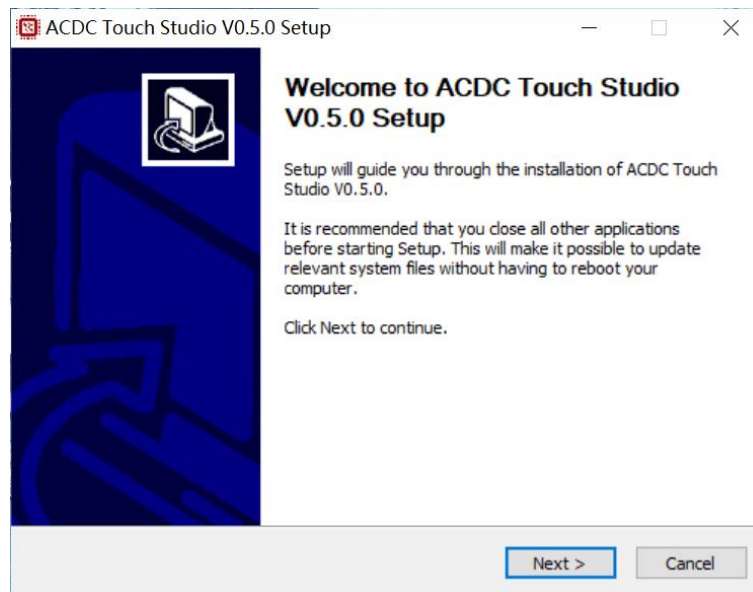 ACDC Touch Studio V0.5.0 Setup
Welcome to ACDC Touch Studio
V0.5.0 Setup
Setup will guide you through the installation of ACDC Touch
Studio V0.5.0.
It is recommended that you close all other applications
before starting Setup. This will make it possible to update
relevant system files without having to reboot your
computer.
Click Next to continue.
Next >
Cancel